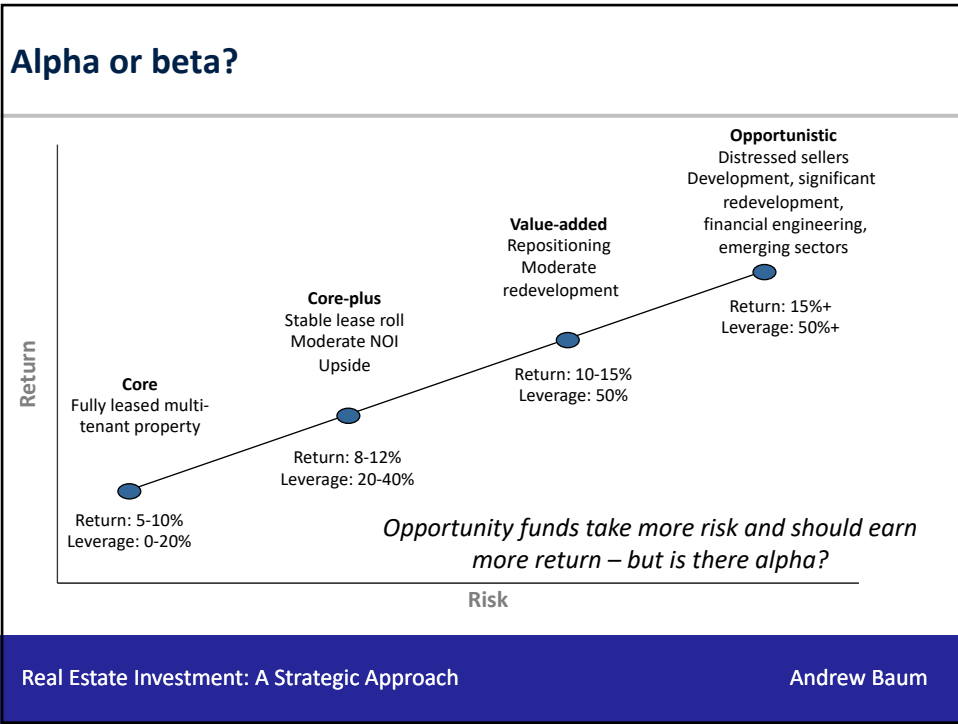 Alpha or beta?
Opportunistic
Distressed sellers
Development, significant
redevelopment,
financial engineering,
emerging sectors
Return: 15%+
Leverage: 50%+
Value-added
Repositioning
Moderate
redevelopment
Return: 10-15%
Leverage: 50%
Core-plus
Stable lease roll
Moderate NOI
Upside
Return: 8-12%
Leverage: 20-40%
Core
Fully leased multi-
tenant property
Return: 5-10%
Leverage: 0-20%
Return
Opportunity funds take more risk and should earn
more return – but is there alpha?
Risk
Real Estate Investment: A Strategic Approach
Andrew Baum